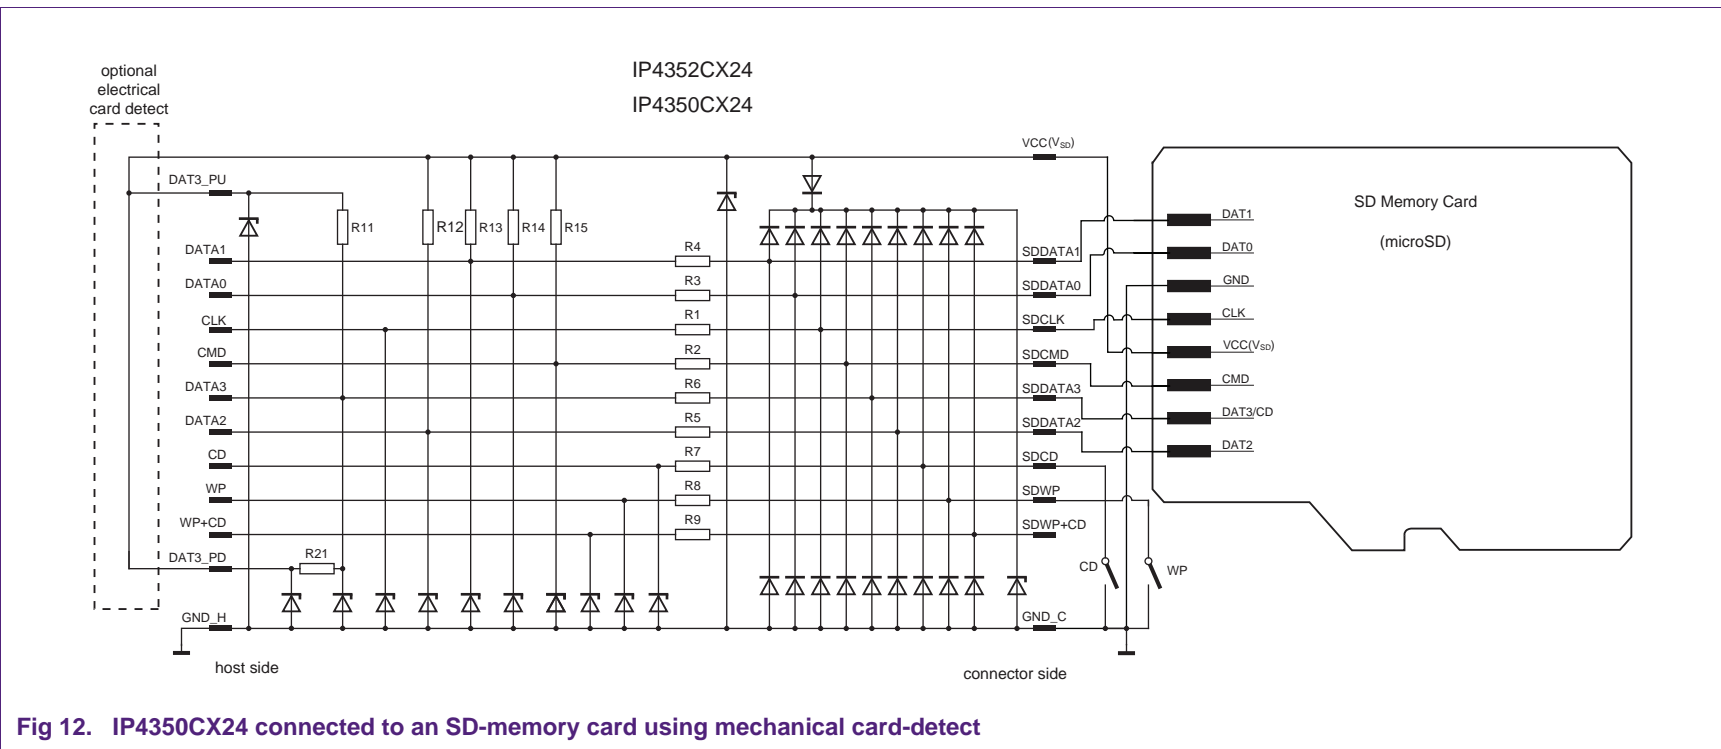 optional
electrical
card detect
IP4352CX24
IP4350CX24
VCC(VSD)
DAT3_PU
R11
R12
R13
R14
R15
DATA1
R4
SDDATA1
DATA0
R3
SDDATA0
CLK
R1
SDCLK
CMD
R2
SDCMD
DATA3
R6
SDDATA3
DATA2
R5
SDDATA2
CD
R7
SDCD
WP
R8
SDWP
WP+CD
R9
SDWP+CD
DAT3_PD
R21
GND_H
GND_C
CD
WP
host side
connector side
SD Memory Card
(microSD)
DAT1
DAT0
GND
CLK
VCC(VSD)
CMD
DAT3/CD
DAT2
Fig 12. IP4350CX24 connected to an SD-memory card using mechanical card-detect